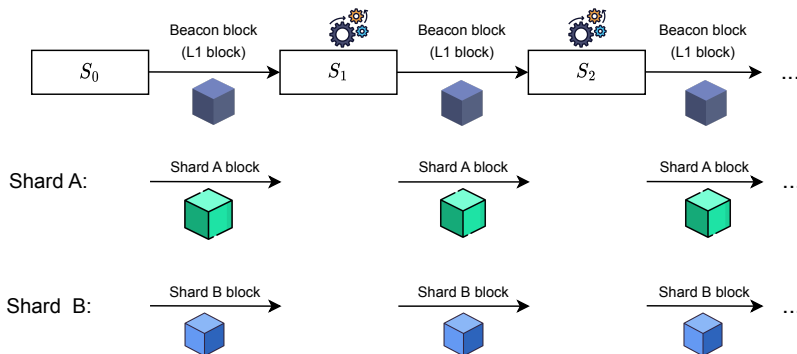 Beacon block
(L1 block)
Beacon block
(L1 block)
Beacon block
(L1 block)
S0
S1
S2
...
Shard A:
Shard A block
Shard A block
Shard A block
...
Shard  B:
Shard B block
Shard B block
Shard B block
...